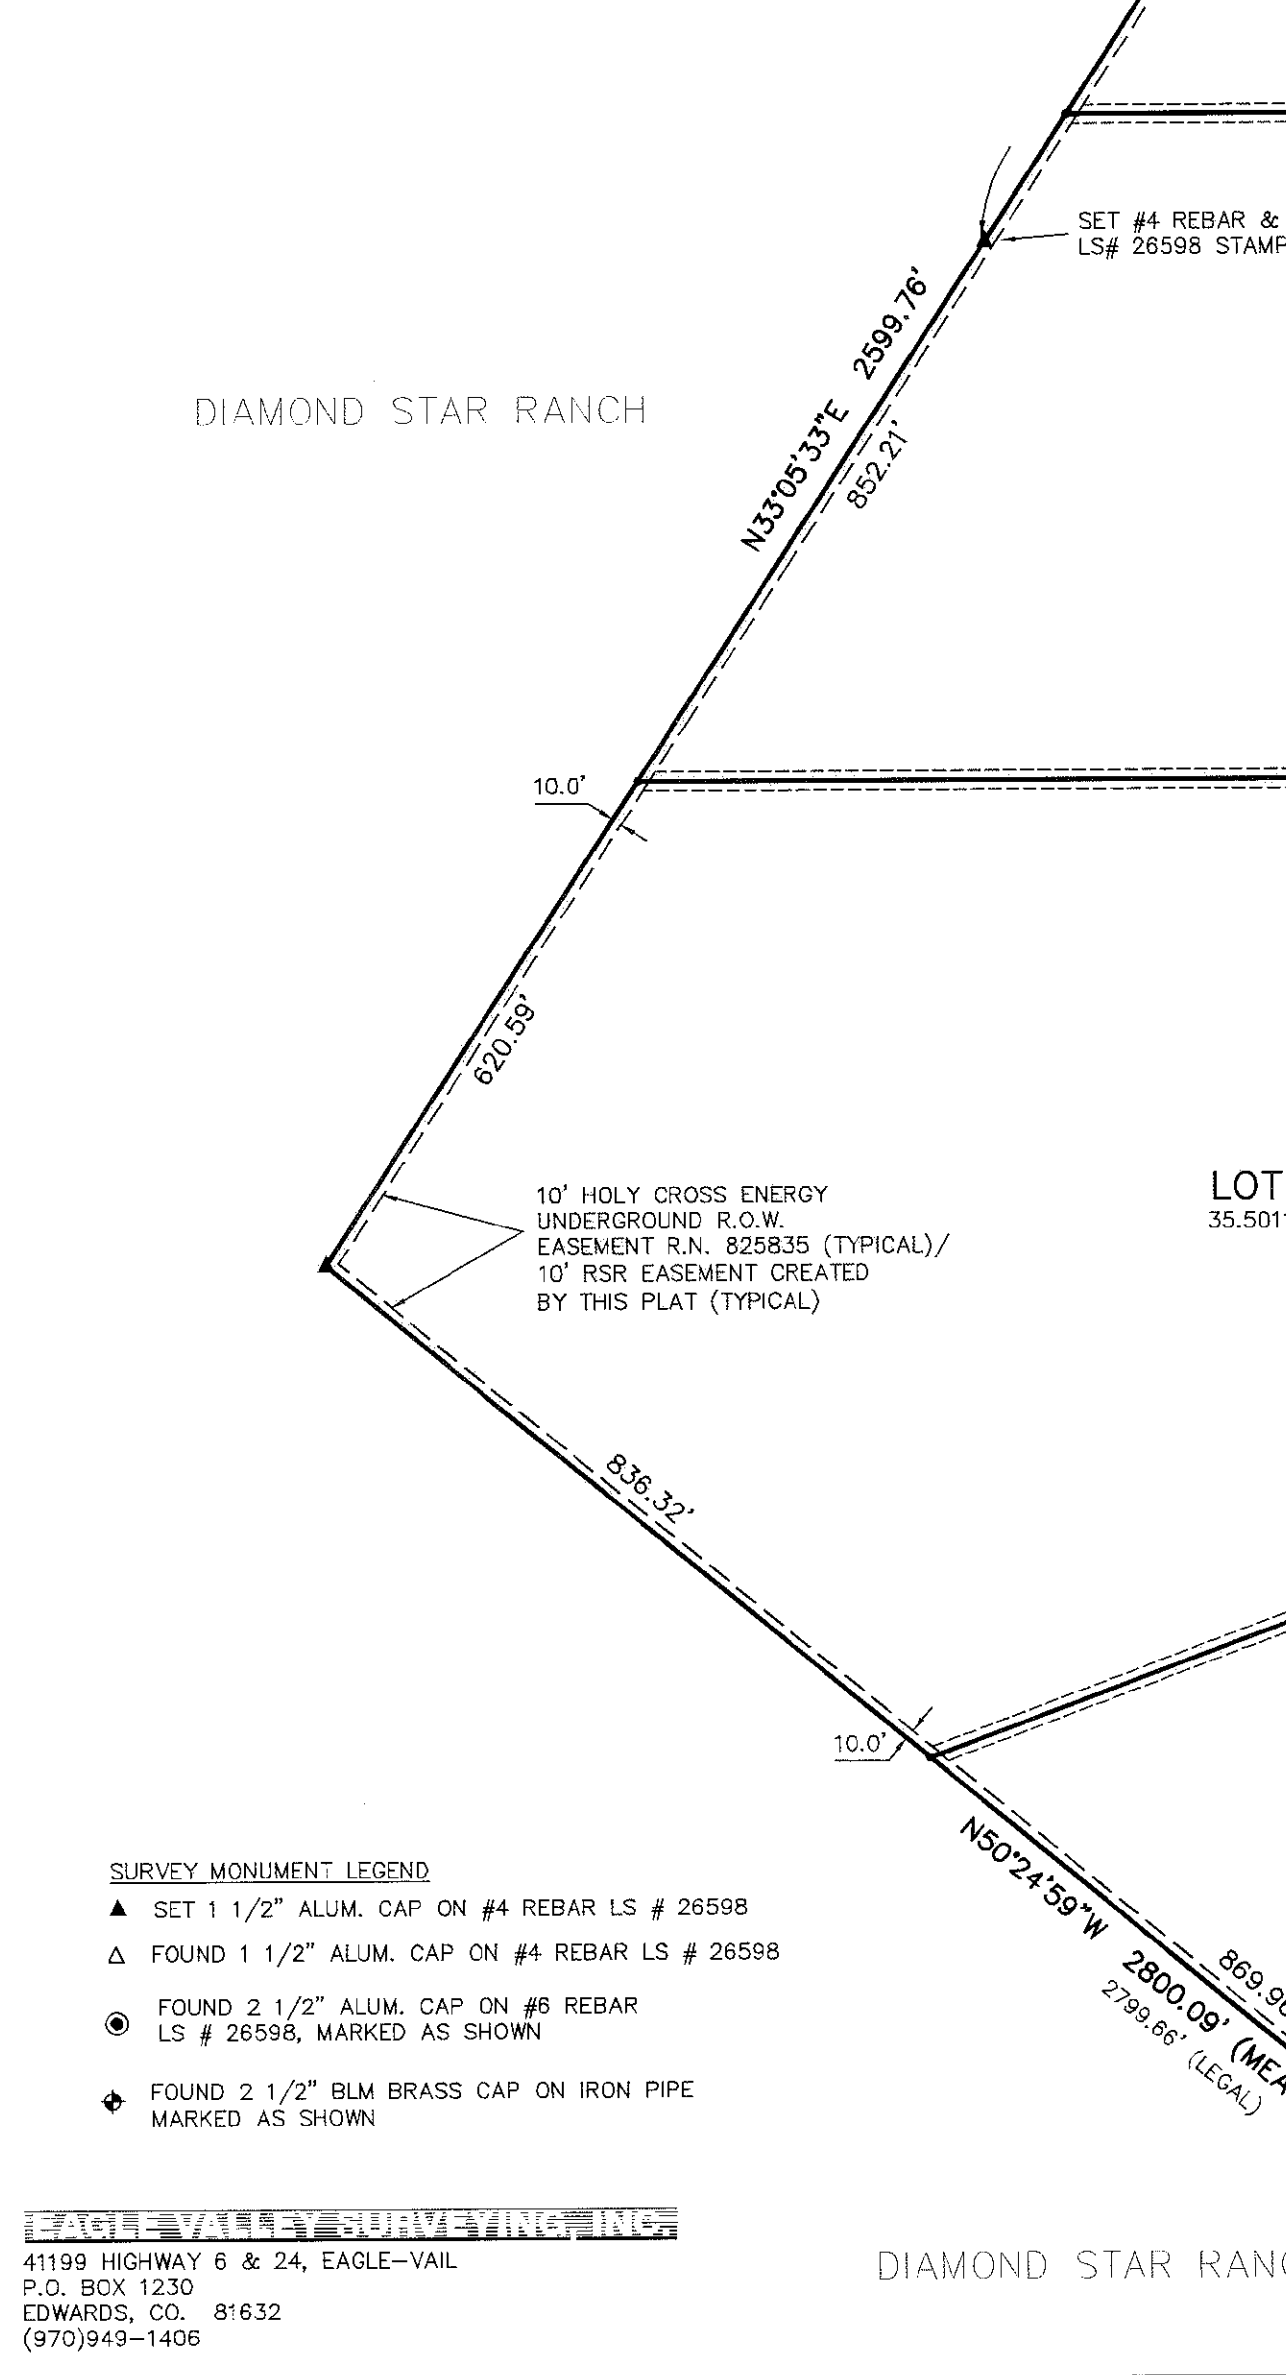 SET #4 REBAR &
LS# 26598 STAMP
N33°05'33"E 2599.76'
852.21'
DIAMOND STAR RANCH
10.0'
620.59'
10' HOLY CROSS ENERGY
UNDERGROUND R.O.W.
EASEMENT R.N. 825835 (TYPICAL)/
10' RSR EASEMENT CREATED
BY THIS PLAT (TYPICAL)
LOT
35.501
836.32'
10.0'
N50°24'59"W 2800.09' (MEA
2799.66' (LEGAL)
869.9
SURVEY MONUMENT LEGEND
SET 1 1/2" ALUM. CAP ON #4 REBAR LS # 26598
FOUND 1 1/2" ALUM. CAP ON #4 REBAR LS # 26598
FOUND 2 1/2" ALUM. CAP ON #6 REBAR
LS # 26598, MARKED AS SHOWN
FOUND 2 1/2" BLM BRASS CAP ON IRON PIPE
MARKED AS SHOWN
EAGLE VALLEY SURVEYING, INC.
41199 HIGHWAY 6 & 24, EAGLE-VAIL
P.O. BOX 1230
EDWARDS, CO. 81632
(970)949-1406
DIAMOND STAR RANC